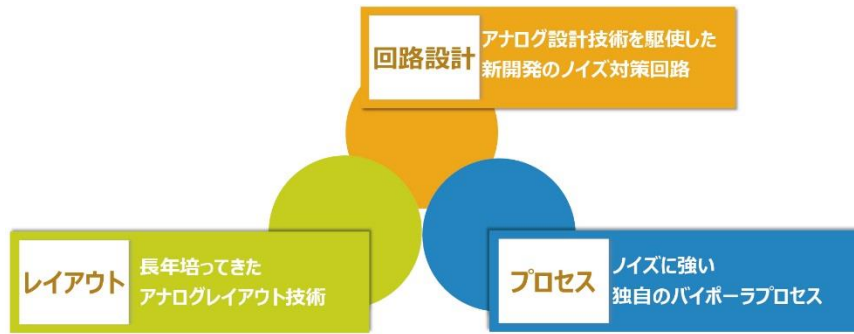 回路設計
アナログ設計技術を駆使した
新開発のノイズ対策回路
レイアウト
長年培ってきた
アナログレイアウト技術
プロセス
ノイズに強い
独自のバイポーラプロセス